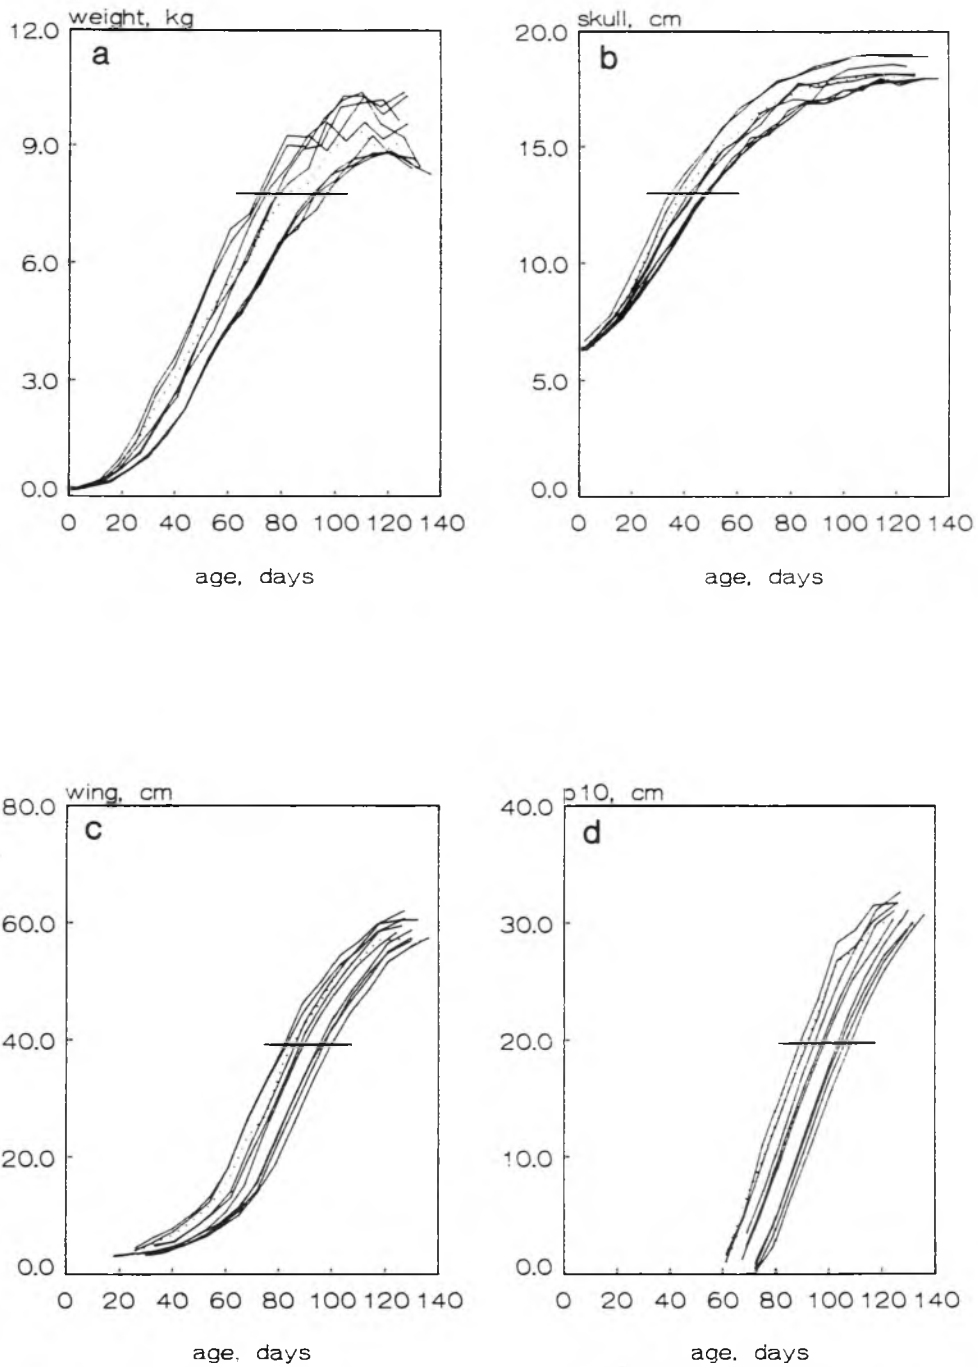 weight, kg
12.0
a
9.0
6.0
3.0
0.0
0 20 40 60 80 100 120 140
age, days
skull, cm
20.0
b
15.0
10.0
5.0
0.0
0 20 40 60 80 100 120 140
age, days
wing, cm
80.0
c
60.0
40.0
20.0
0.0
0 20 40 60 80 100 120 140
age, days
p10, cm
40.0
d
30.0
20.0
10.0
0.0
0 20 40 60 80 100 120 140
age, days